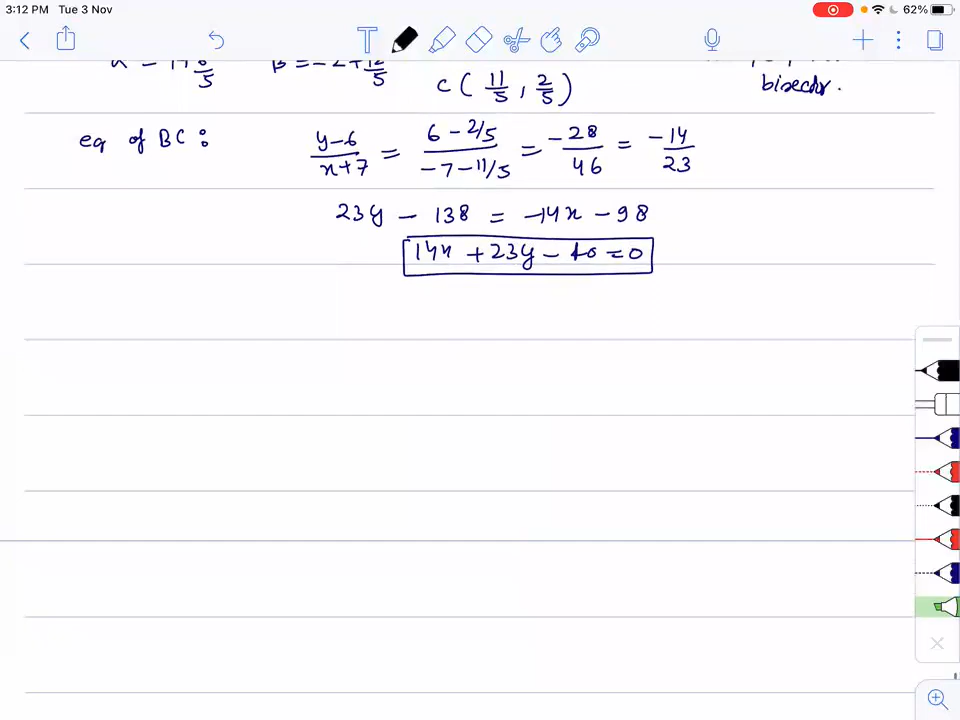 3:12 PM Tue 3 Nov 62%
T
C ( 11/5 , 2/5 )
bisector.
eq of BC : (y-6)/(x+7) = (6 - 2/5)/(-7 - 11/5) = -28/46 = -14/23
23y - 138 = -14x - 98
14x + 23y - 40 = 0